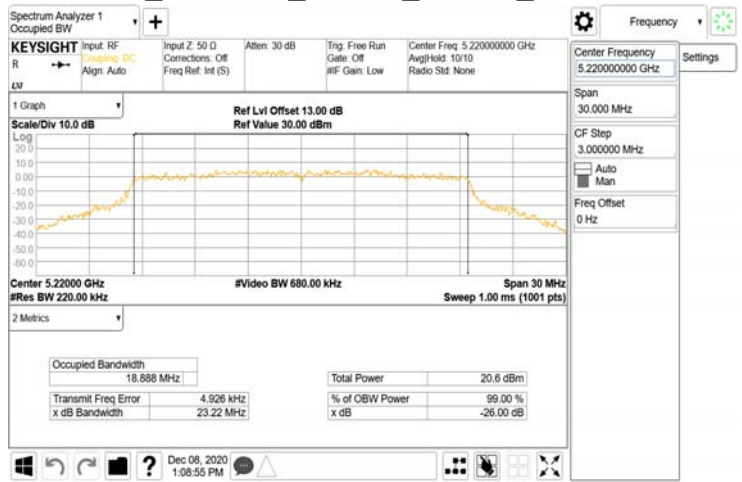 Spectrum Analyzer 1
Occupied BW
Frequency
KEYSIGHT
R
LXI
Input: RF
Coupling: DC
Align: Auto
Input Z: 50 Ω
Corrections: Off
Freq Ref: Int (S)
Atten: 30 dB
Trig: Free Run
Gate: Off
#IF Gain: Low
Center Freq: 5.220000000 GHz
Avg|Hold: 10/10
Radio Std: None
Center Frequency
5.220000000 GHz
Settings
Span
30.000 MHz
CF Step
3.000000 MHz
Auto
Man
Freq Offset
0 Hz
1 Graph
Scale/Div 10.0 dB
Ref Lvl Offset 13.00 dB
Ref Value 30.00 dBm
Log
20.0
10.0
0.00
-10.0
-20.0
-30.0
-40.0
-50.0
-60.0
Center 5.22000 GHz
#Video BW 680.00 kHz
Span 30 MHz
#Res BW 220.00 kHz
Sweep 1.00 ms (1001 pts)
2 Metrics
Occupied Bandwidth
18.888 MHz
Total Power 20.6 dBm
Transmit Freq Error 4.926 kHz
% of OBW Power 99.00 %
x dB Bandwidth 23.22 MHz
x dB -26.00 dB
?
Dec 08, 2020
1:08:55 PM